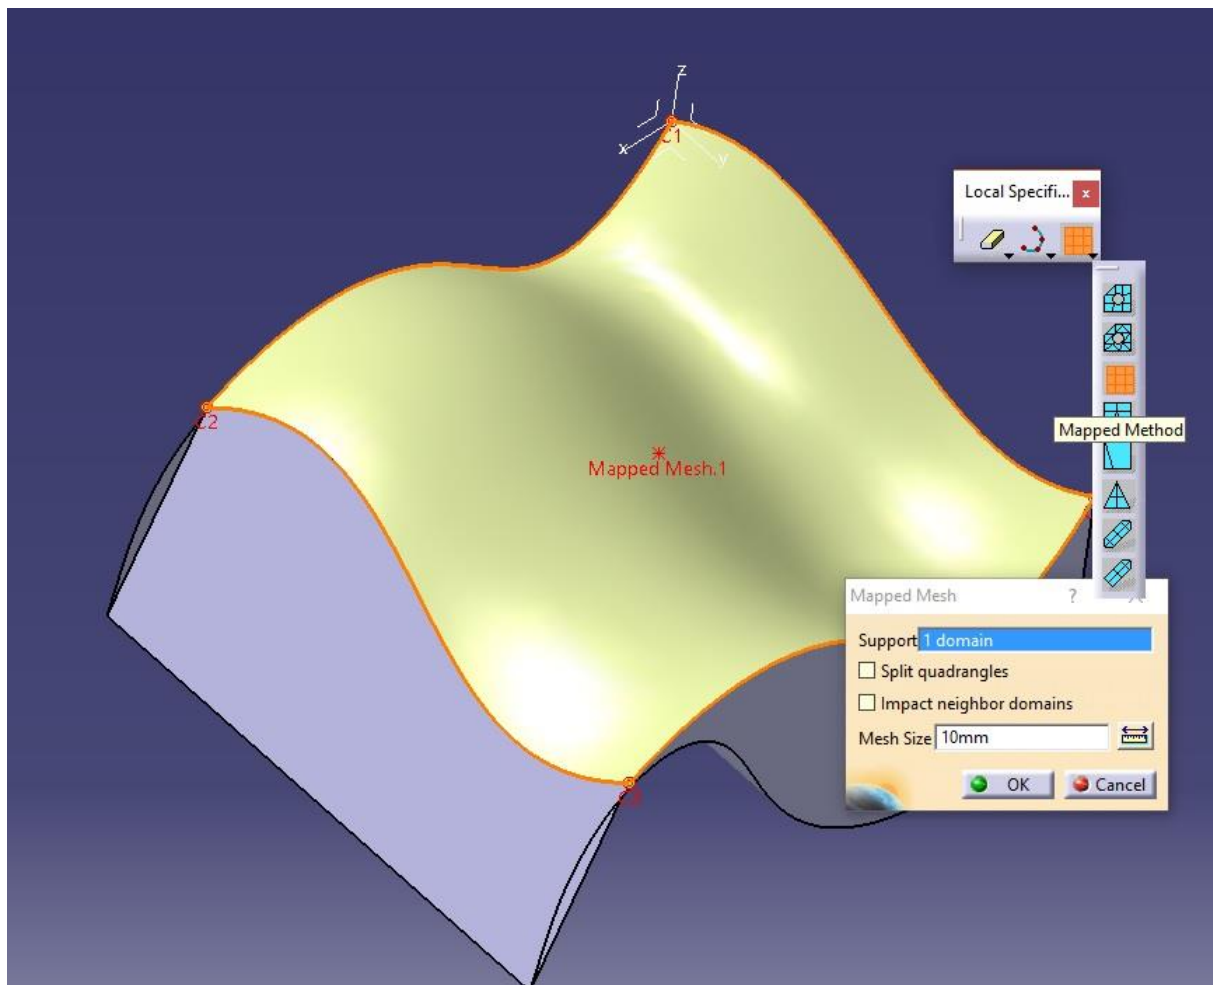 z
C1
x
y
Local Specifi...
x
C2
Mapped Method
Mapped Mesh.1
Mapped Mesh
?
Support 1 domain
Split quadrangles
Impact neighbor domains
Mesh Size 10mm
OK Cancel
C3